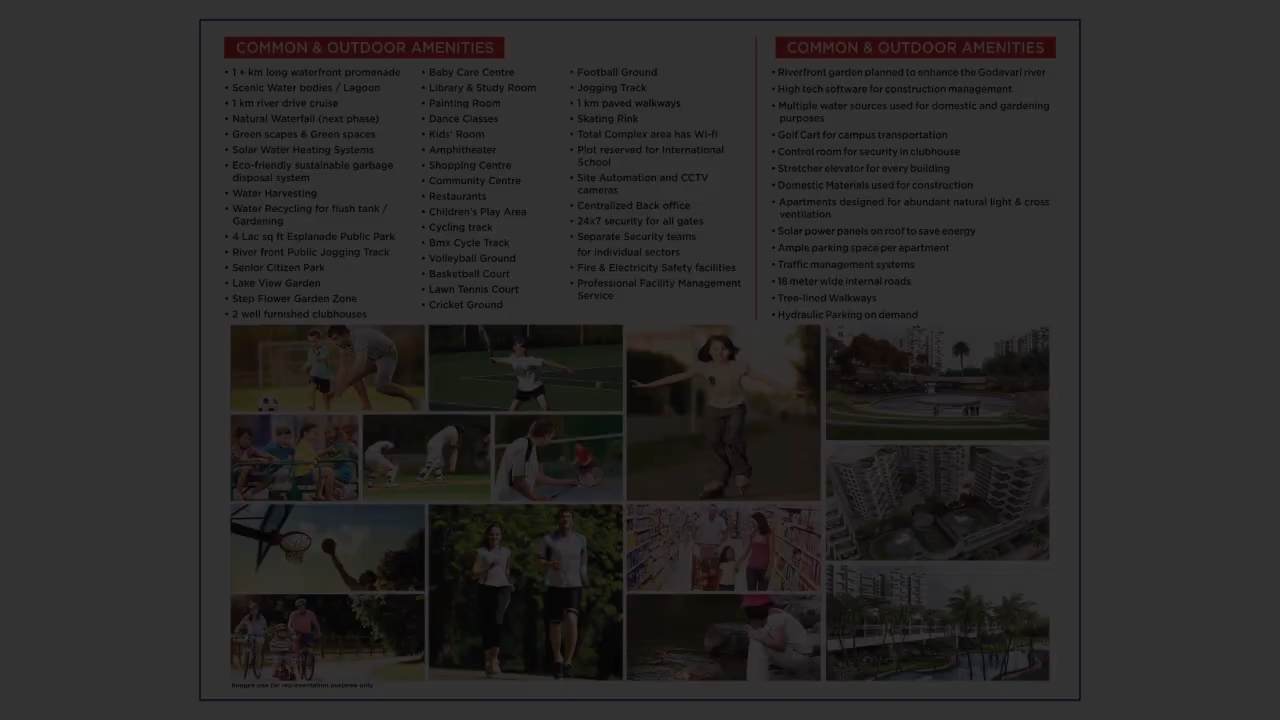 COMMON & OUTDOOR AMENITIES
• 1 + km long waterfront promenade
• Scenic Water bodies / Lagoon
• 1 km river drive cruise
• Natural Waterfall (next phase)
• Green scapes & Green spaces
• Solar Water Heating Systems
• Eco-friendly sustainable garbage
disposal system
• Water Harvesting
• Water Recycling for flush tank /
Gardening
• 4 Lac sq ft Esplanade Public Park
• River front Public Jogging Track
• Senior Citizen Park
• Lake View Garden
• Step Flower Garden Zone
• 2 well furnished clubhouses
• Baby Care Centre
• Library & Study Room
• Painting Room
• Dance Classes
• Kids' Room
• Amphitheater
• Shopping Centre
• Community Centre
• Restaurants
• Children's Play Area
• Cycling track
• Bmx Cycle Track
• Volleyball Ground
• Basketball Court
• Lawn Tennis Court
• Cricket Ground
• Football Ground
• Jogging Track
• 1 km paved walkways
• Skating Rink
• Total Complex area has Wi-fi
• Plot reserved for International
School
• Site Automation and CCTV
cameras
• Centralized Back office
• 24x7 security for all gates
• Separate Security teams
for individual sectors
• Fire & Electricity Safety facilities
• Professional Facility Management
Service
COMMON & OUTDOOR AMENITIES
• Riverfront garden planned to enhance the Godavari river
• High tech software for construction management
• Multiple water sources used for domestic and gardening
purposes
• Golf Cart for campus transportation
• Control room for security in clubhouse
• Stretcher elevator for every building
• Domestic Materials used for construction
• Apartments designed for abundant natural light & cross
ventilation
• Solar power panels on roof to save energy
• Ample parking space per apartment
• Traffic management systems
• 18 meter wide internal roads
• Tree-lined Walkways
• Hydraulic Parking on demand
Images use for representation purpose only